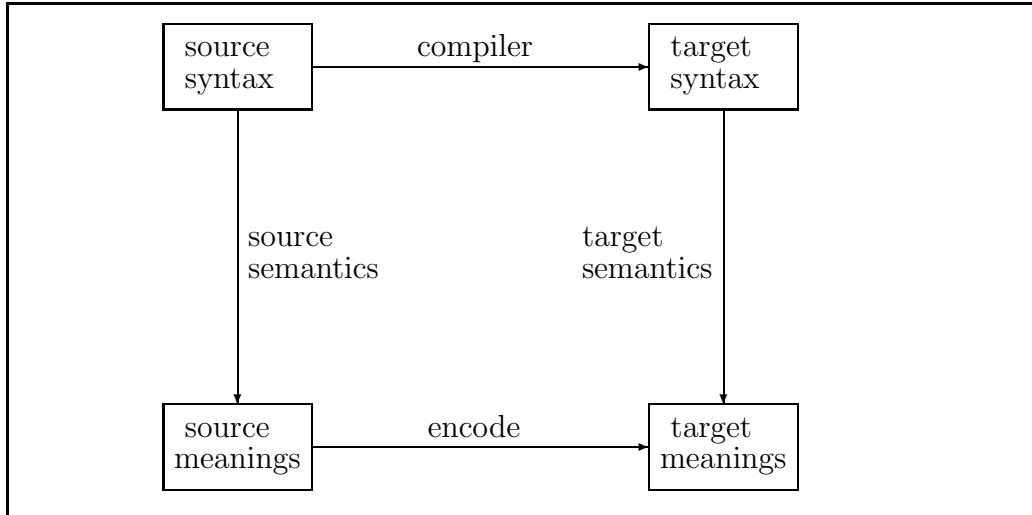 source
syntax
compiler
target
syntax
source
semantics
target
semantics
source
meanings
encode
target
meanings